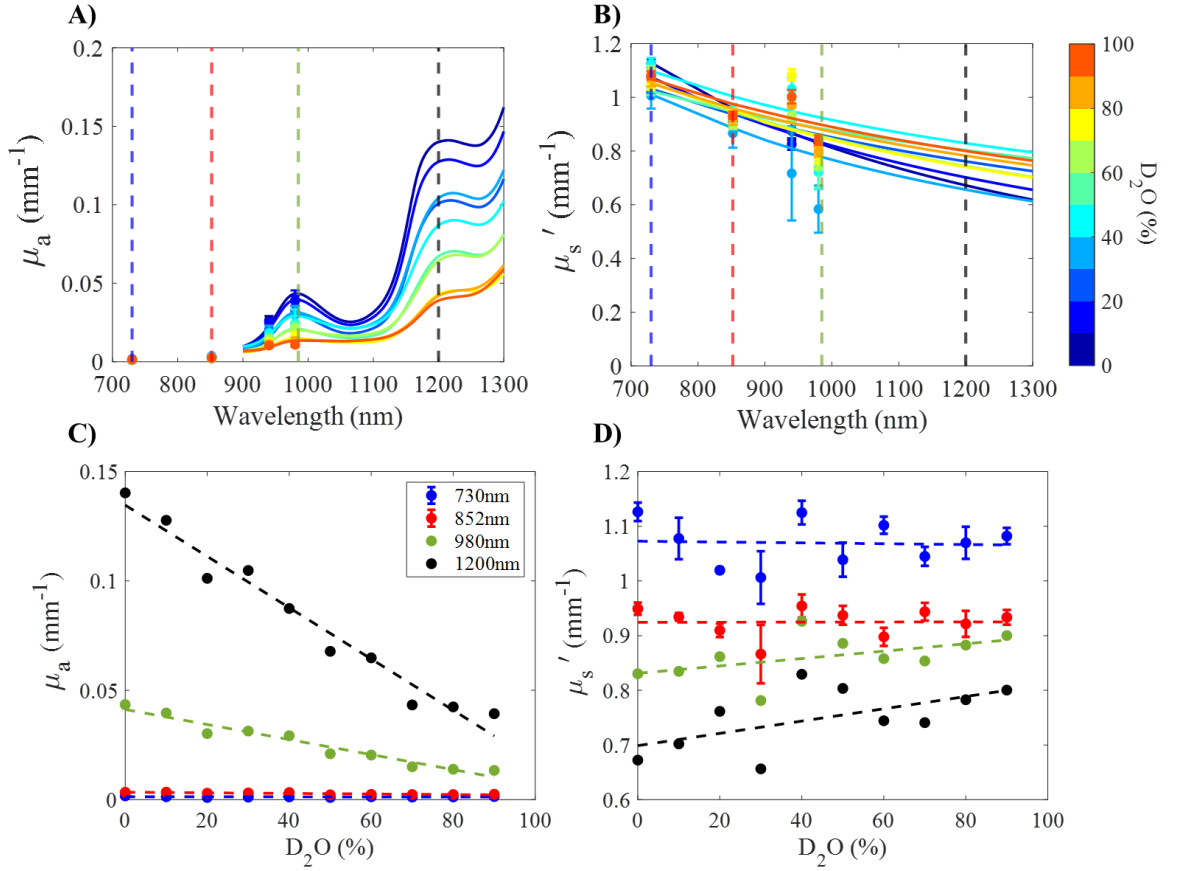 A)
μa (mm⁻¹)
0.2
0.15
0.1
0.05
0
700 800 900 1000 1100 1200 1300
Wavelength (nm)
B)
μs′ (mm⁻¹)
1.2
1
0.8
0.6
0.4
0.2
0
700 800 900 1000 1100 1200 1300
Wavelength (nm)
100
80
60
40
20
0
D₂O (%)
C)
μa (mm⁻¹)
0.15
0.1
0.05
0
0 20 40 60 80 100
D₂O (%)
730nm
852nm
980nm
1200nm
D)
μs′ (mm⁻¹)
1.2
1.1
1
0.9
0.8
0.7
0.6
0 20 40 60 80 100
D₂O (%)